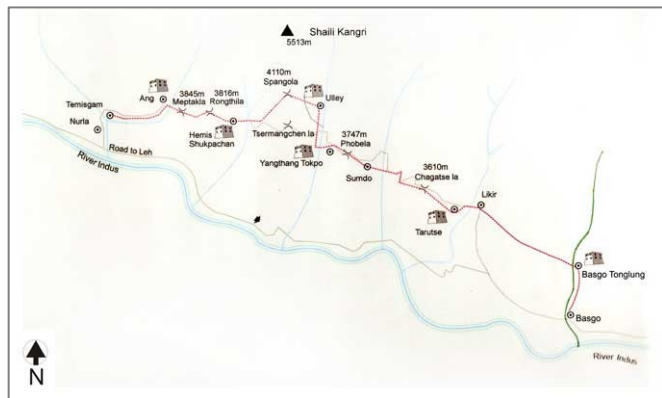 Shaili Kangri
5513m
4110m
Spangola
3845m
Meptakla
3816m
Rongthila
Ang
Ulley
Temisgam
Nurla
Hemis
Shukpachan
Tsermangchen la
3747m
Phobela
Yangthang Tokpo
Sumdo
Road to Leh
River Indus
3610m
Chagatse la
Likir
Tarutse
Basgo Tonglung
Basgo
River Indus
N